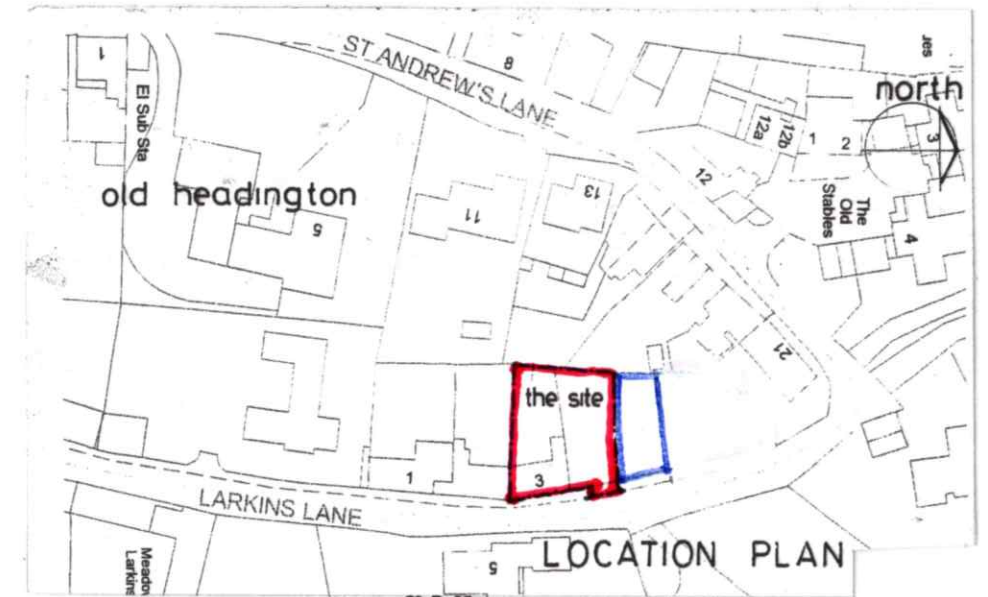 1
El Sub Sta
ST ANDREW'S LANE
8
north
12a
12b
1
2
3
12
The
Old
Stables
4
old headington
5
11
13
21
the site
1
3
LARKINS LANE
5
LOCATION PLAN